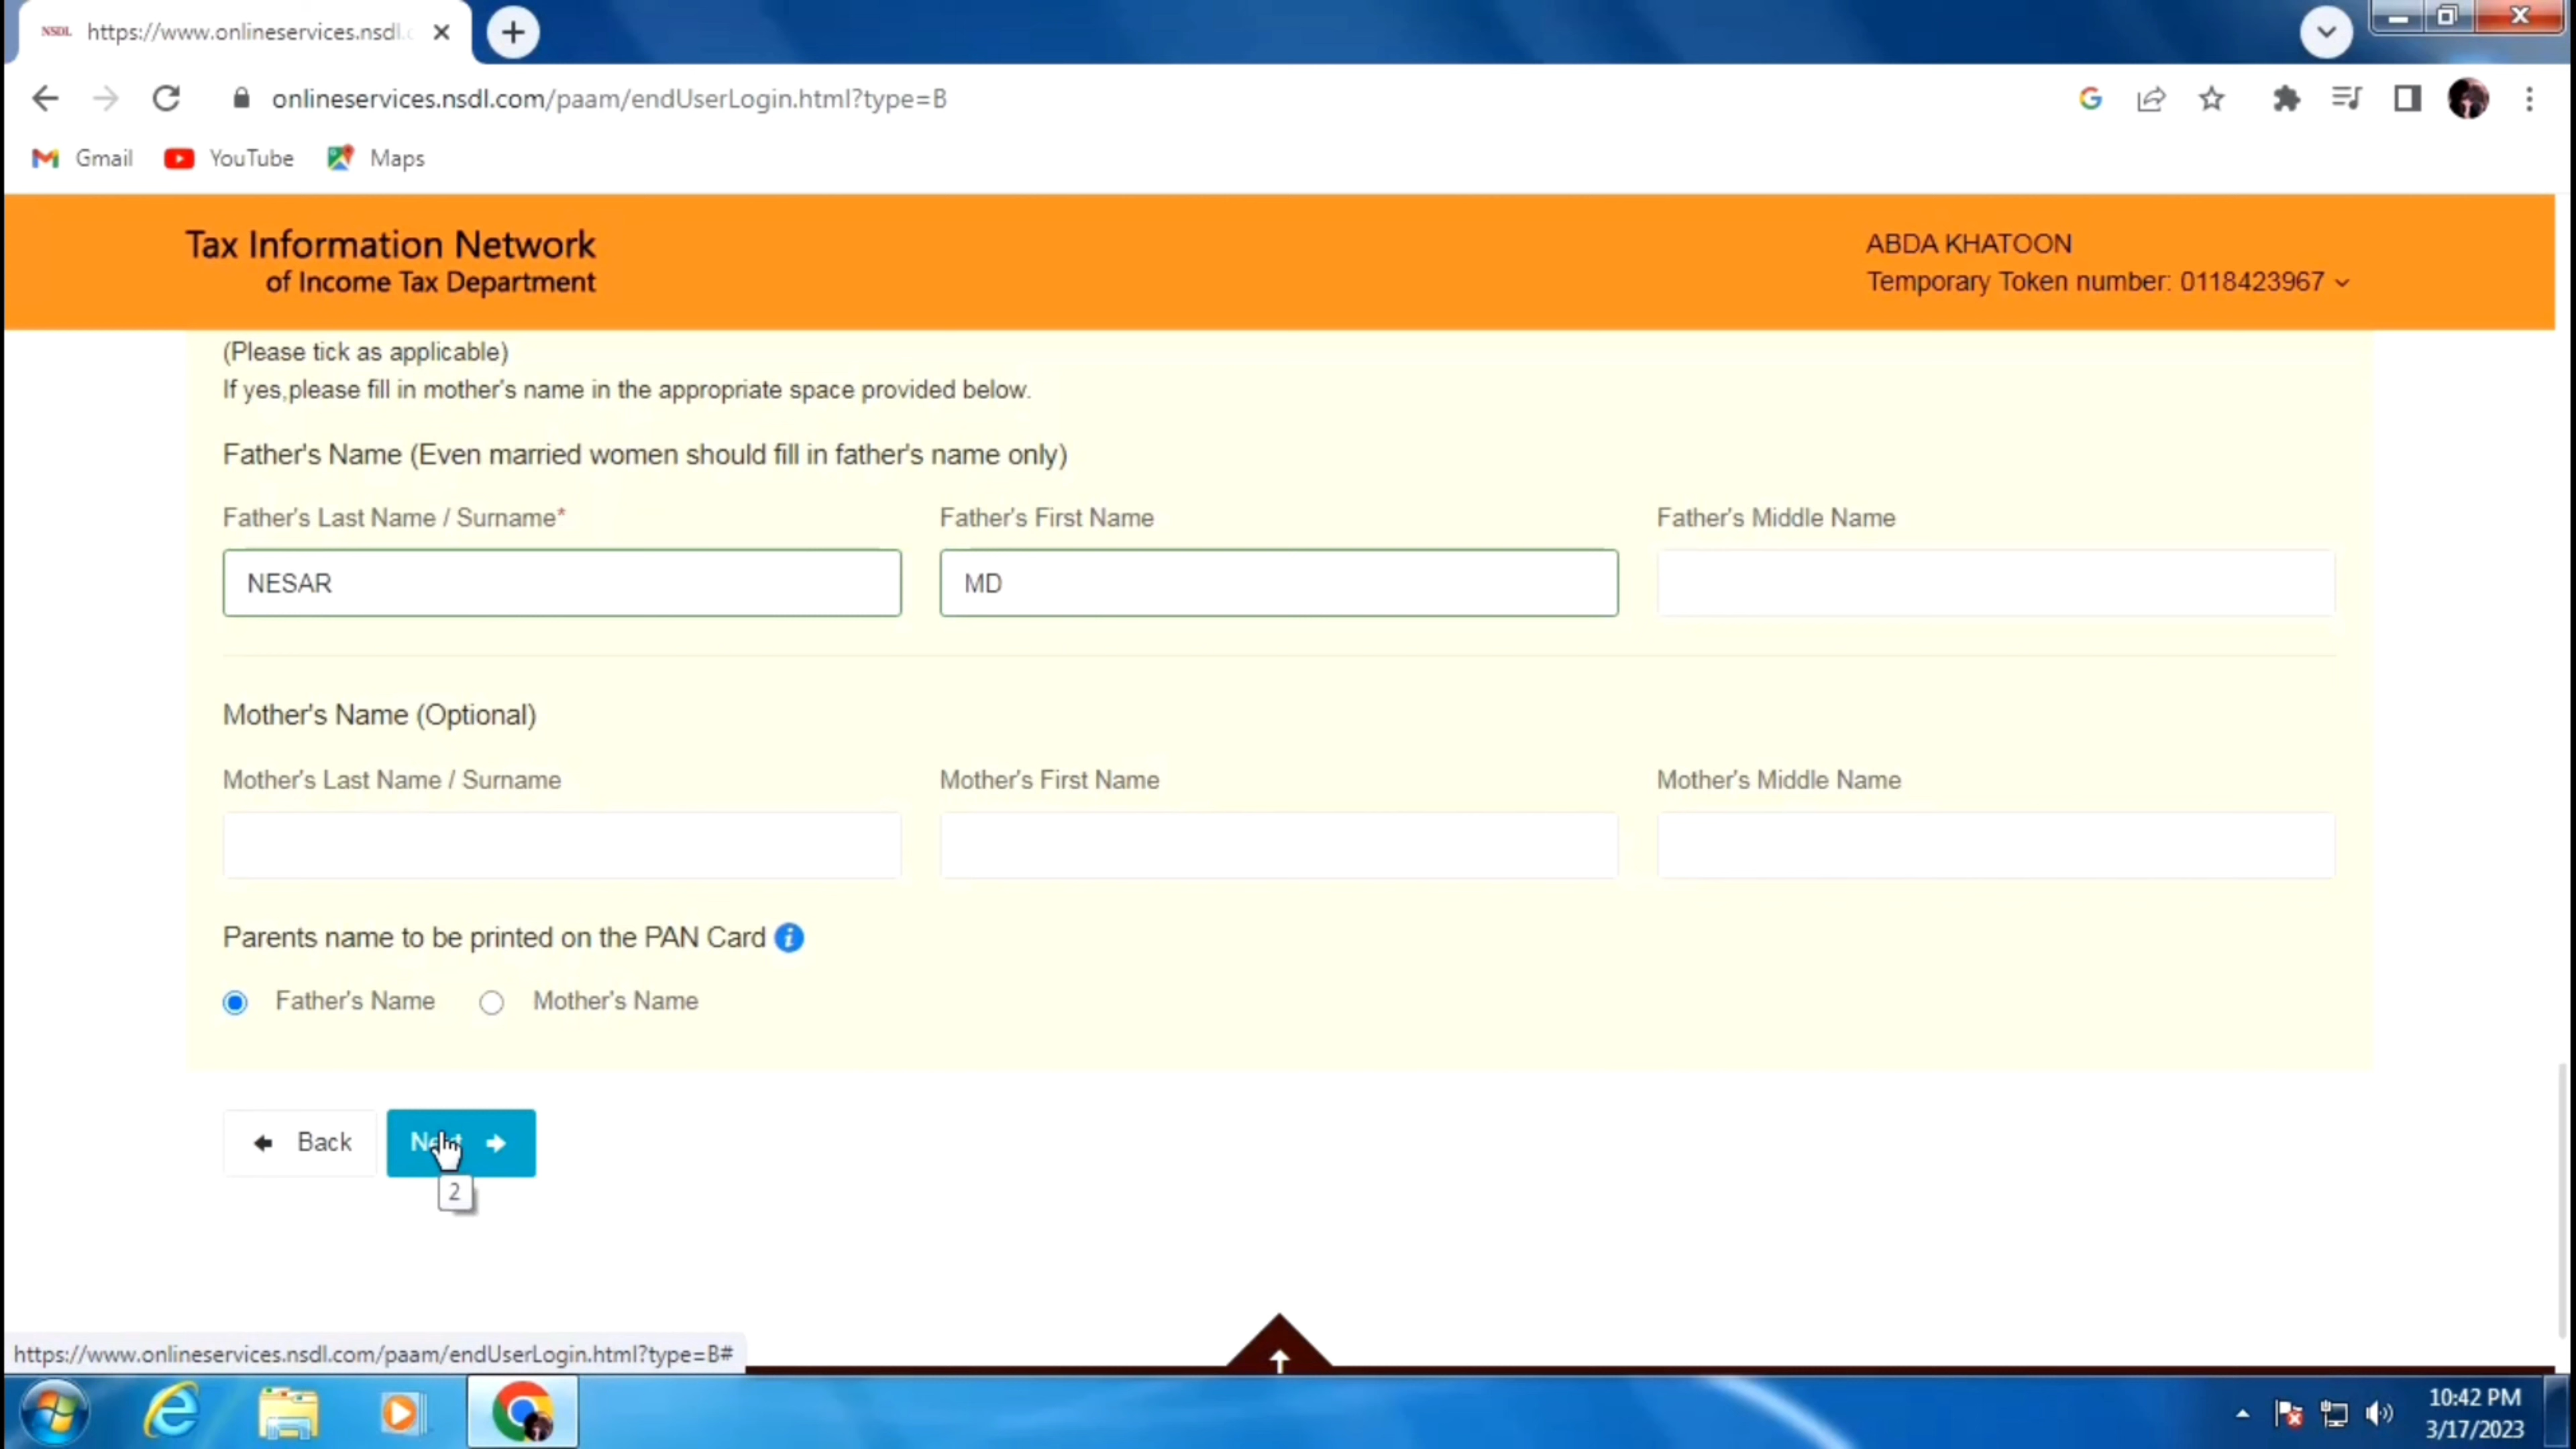 NSDL https://www.onlineservices.nsdl.c
onlineservices.nsdl.com/paam/endUserLogin.html?type=B
Gmail YouTube Maps
Tax Information Network
of Income Tax Department
ABDA KHATOON
Temporary Token number: 0118423967
(Please tick as applicable)
If yes,please fill in mother's name in the appropriate space provided below.
Father's Name (Even married women should fill in father's name only)
Father's Last Name / Surname* Father's First Name Father's Middle Name
NESAR MD
Mother's Name (Optional)
Mother's Last Name / Surname Mother's First Name Mother's Middle Name
Parents name to be printed on the PAN Card i
Father's Name Mother's Name
Back Next
2
https://www.onlineservices.nsdl.com/paam/endUserLogin.html?type=B#
10:42 PM
3/17/2023